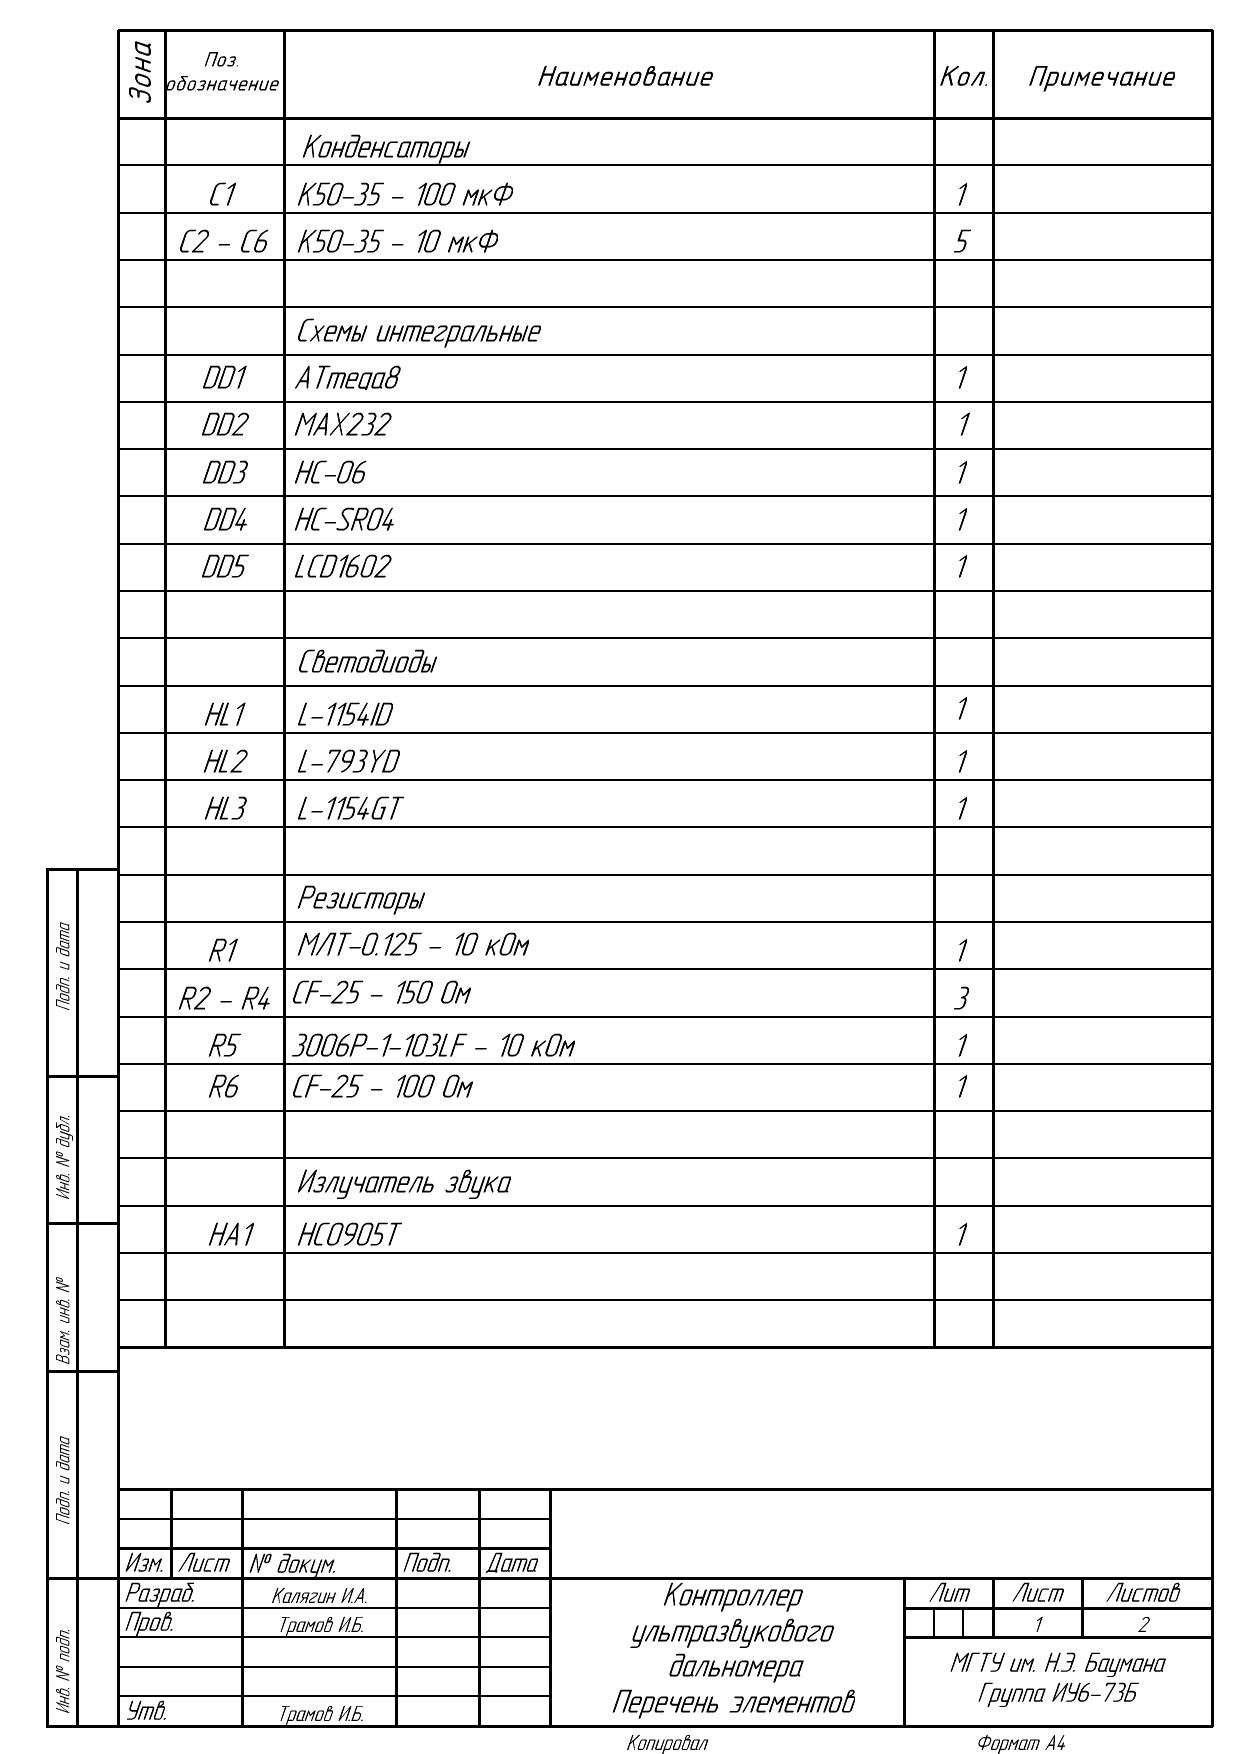 Зона Поз. обозначение Наименование Кол. Примечание
Конденсаторы
C1 К50-35 - 100 мкФ 1
C2 - C6 К50-35 - 10 мкФ 5
Схемы интегральные
DD1 ATmega8 1
DD2 MAX232 1
DD3 HC-06 1
DD4 HC-SR04 1
DD5 LCD1602 1
Светодиоды
HL1 L-1154ID 1
HL2 L-793YD 1
HL3 L-1154GT 1
Резисторы
R1 МЛТ-0.125 - 10 кОм 1
R2 - R4 CF-25 - 150 Ом 3
R5 3006P-1-103LF - 10 кОм 1
R6 CF-25 - 100 Ом 1
Излучатель звука
HA1 HC0905T 1
Подп. и дата
Инв. № дубл.
Взам. инв. №
Подп. и дата
Инв. № подп.
Изм. Лист № докум. Подп. Дата
Разраб. Калягин И.А.
Пров. Трамов И.Б.
Утв. Трамов И.Б.
Контроллер
ультразвукового
дальномера
Перечень элементов
Лит Лист Листов
1 2
МГТУ им. Н.Э. Баумана
Группа ИУ6-73Б
Копировал Формат А4